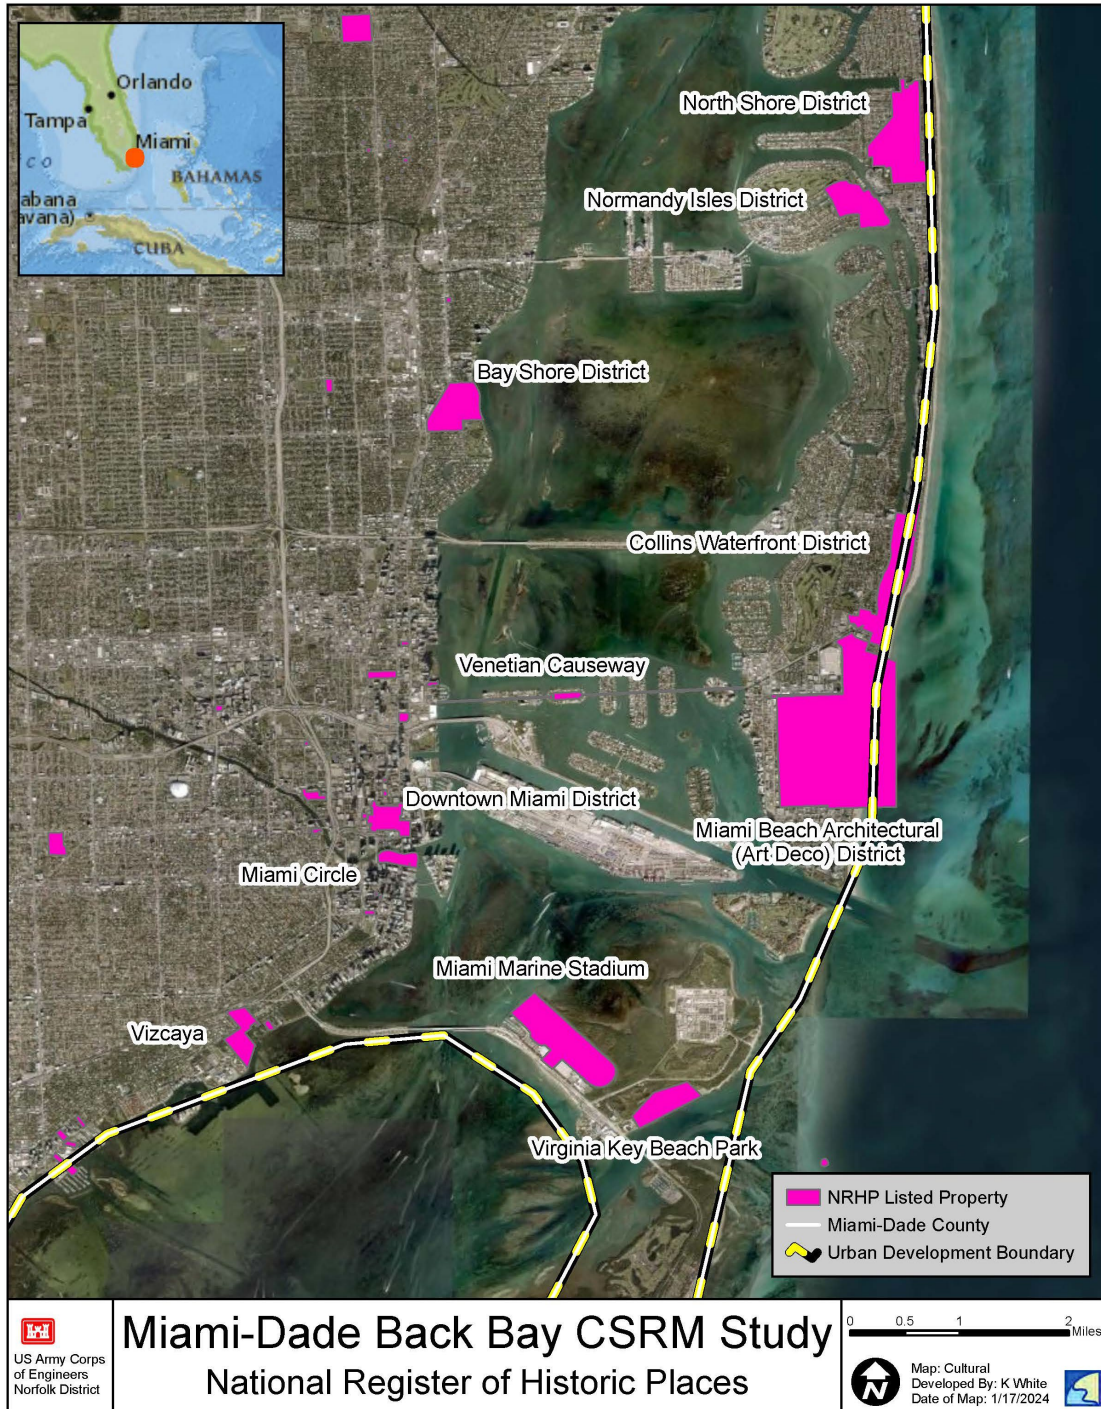 Orlando
Tampa
Miami
CO
BAHAMAS
abana
avana)
CUBA
North Shore District
Normandy Isles District
Bay Shore District
Collins Waterfront District
Venetian Causeway
Downtown Miami District
Miami Beach Architectural
(Art Deco) District
Miami Circle
Miami Marine Stadium
Vizcaya
Virginia Key Beach Park
NRHP Listed Property
Miami-Dade County
Urban Development Boundary
US Army Corps
of Engineers
Norfolk District
Miami-Dade Back Bay CSRM Study
National Register of Historic Places
0 0.5 1 2
Miles
N
Map: Cultural
Developed By: K White
Date of Map: 1/17/2024